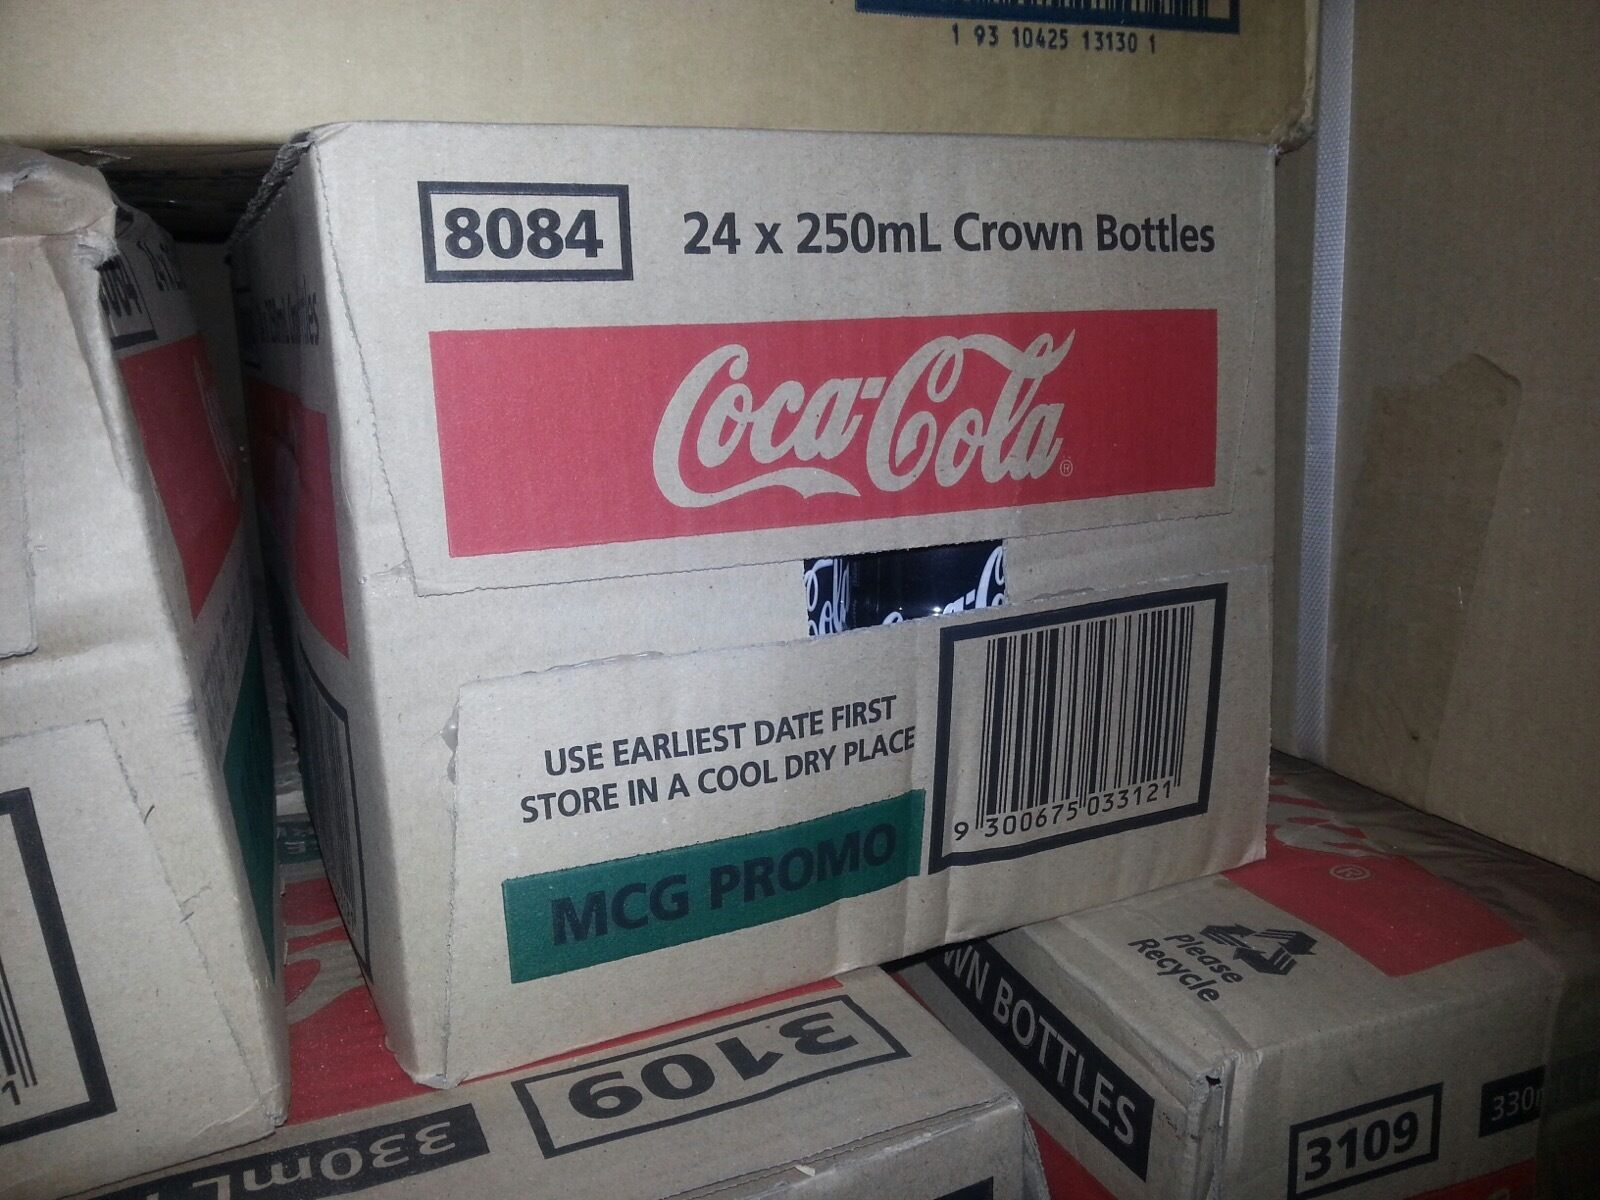 1 93 10425 13130 1
8084
24 x 250mL Crown Bottles
Coca-Cola®
USE EARLIEST DATE FIRST
STORE IN A COOL DRY PLACE
MCG PROMO
9 300675 033121
Please
Recycle
BOTTLES
3109
330mL
3109